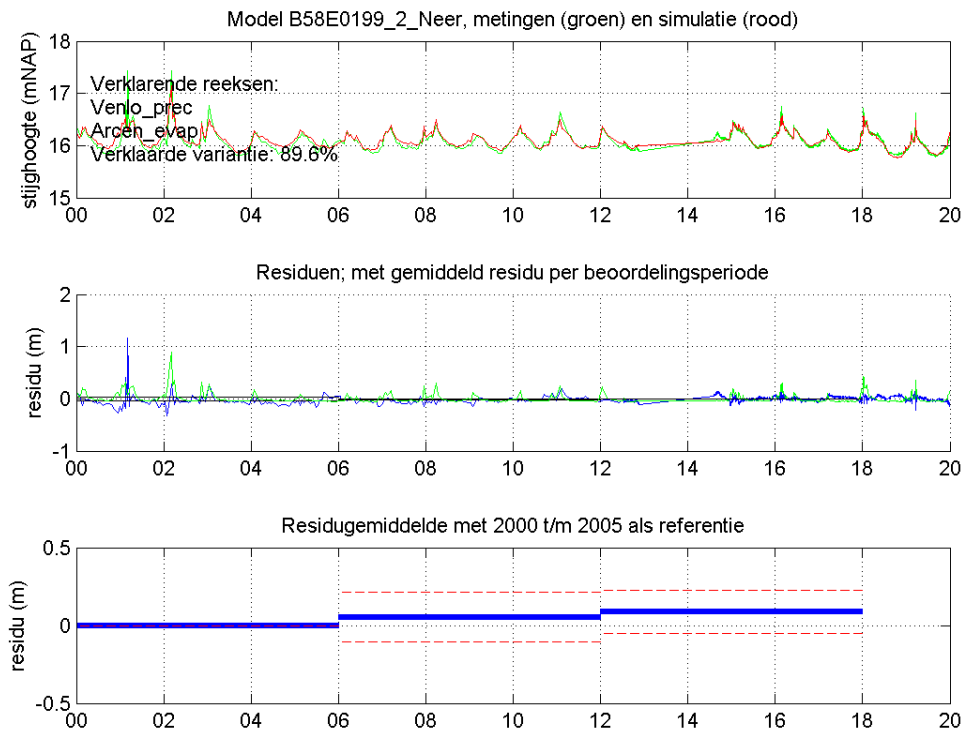 Model B58E0199_2_Neer, metingen (groen) en simulatie (rood)
stijghoogte (mNAP)
18
17
16
15
Verklarende reeksen:
Venlo_prec
Arcen_evap
Verklaarde variantie: 89.6%
00 02 04 06 08 10 12 14 16 18 20
Residuen; met gemiddeld residu per beoordelingsperiode
residu (m)
2
1
0
-1
00 02 04 06 08 10 12 14 16 18 20
Residugemiddelde met 2000 t/m 2005 als referentie
residu (m)
0.5
0
-0.5
00 02 04 06 08 10 12 14 16 18 20